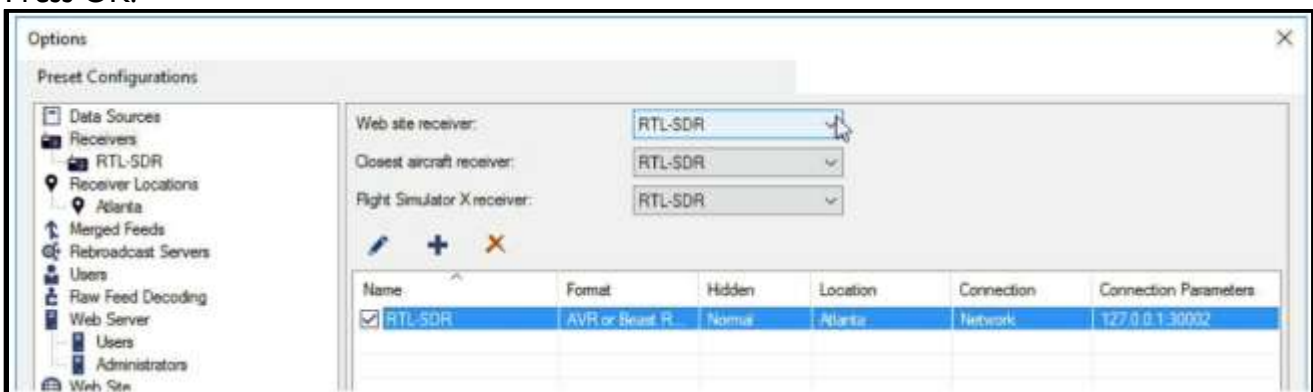 Press OK.
Options
Preset Configurations
Data Sources
Receivers
RTL-SDR
Receiver Locations
Atlanta
Merged Feeds
Rebroadcast Servers
Users
Raw Feed Decoding
Web Server
Users
Administrators
Web Site
Web site receiver: RTL-SDR
Closest aircraft receiver: RTL-SDR
Flight Simulator X receiver: RTL-SDR
Name Format Hidden Location Connection Connection Parameters
RTL-SDR AVR or Beast R... Normal Atlanta Network 127.0.0.1:30002